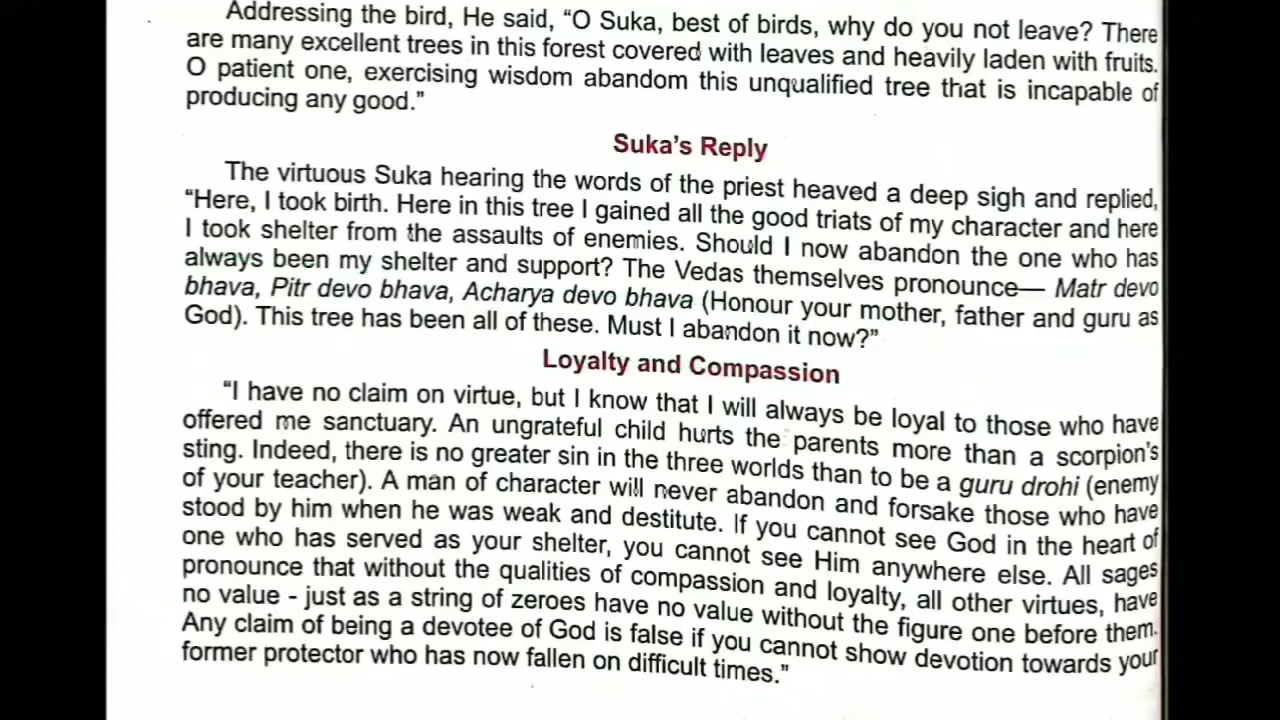 Addressing the bird, He said, “O Suka, best of birds, why do you not leave? There
are many excellent trees in this forest covered with leaves and heavily laden with fruits.
O patient one, exercising wisdom abandom this unqualified tree that is incapable of
producing any good.”
Suka’s Reply
The virtuous Suka hearing the words of the priest heaved a deep sigh and replied,
“Here, I took birth. Here in this tree I gained all the good triats of my character and here
I took shelter from the assaults of enemies. Should I now abandon the one who has
always been my shelter and support? The Vedas themselves pronounce— Matr devo
bhava, Pitr devo bhava, Acharya devo bhava (Honour your mother, father and guru as
God). This tree has been all of these. Must I abandon it now?”
Loyalty and Compassion
“I have no claim on virtue, but I know that I will always be loyal to those who have
offered me sanctuary. An ungrateful child hurts the parents more than a scorpion’s
sting. Indeed, there is no greater sin in the three worlds than to be a guru drohi (enemy
of your teacher). A man of character will never abandon and forsake those who have
stood by him when he was weak and destitute. If you cannot see God in the heart of
one who has served as your shelter, you cannot see Him anywhere else. All sages
pronounce that without the qualities of compassion and loyalty, all other virtues, have
no value - just as a string of zeroes have no value without the figure one before them.
Any claim of being a devotee of God is false if you cannot show devotion towards your
former protector who has now fallen on difficult times.”